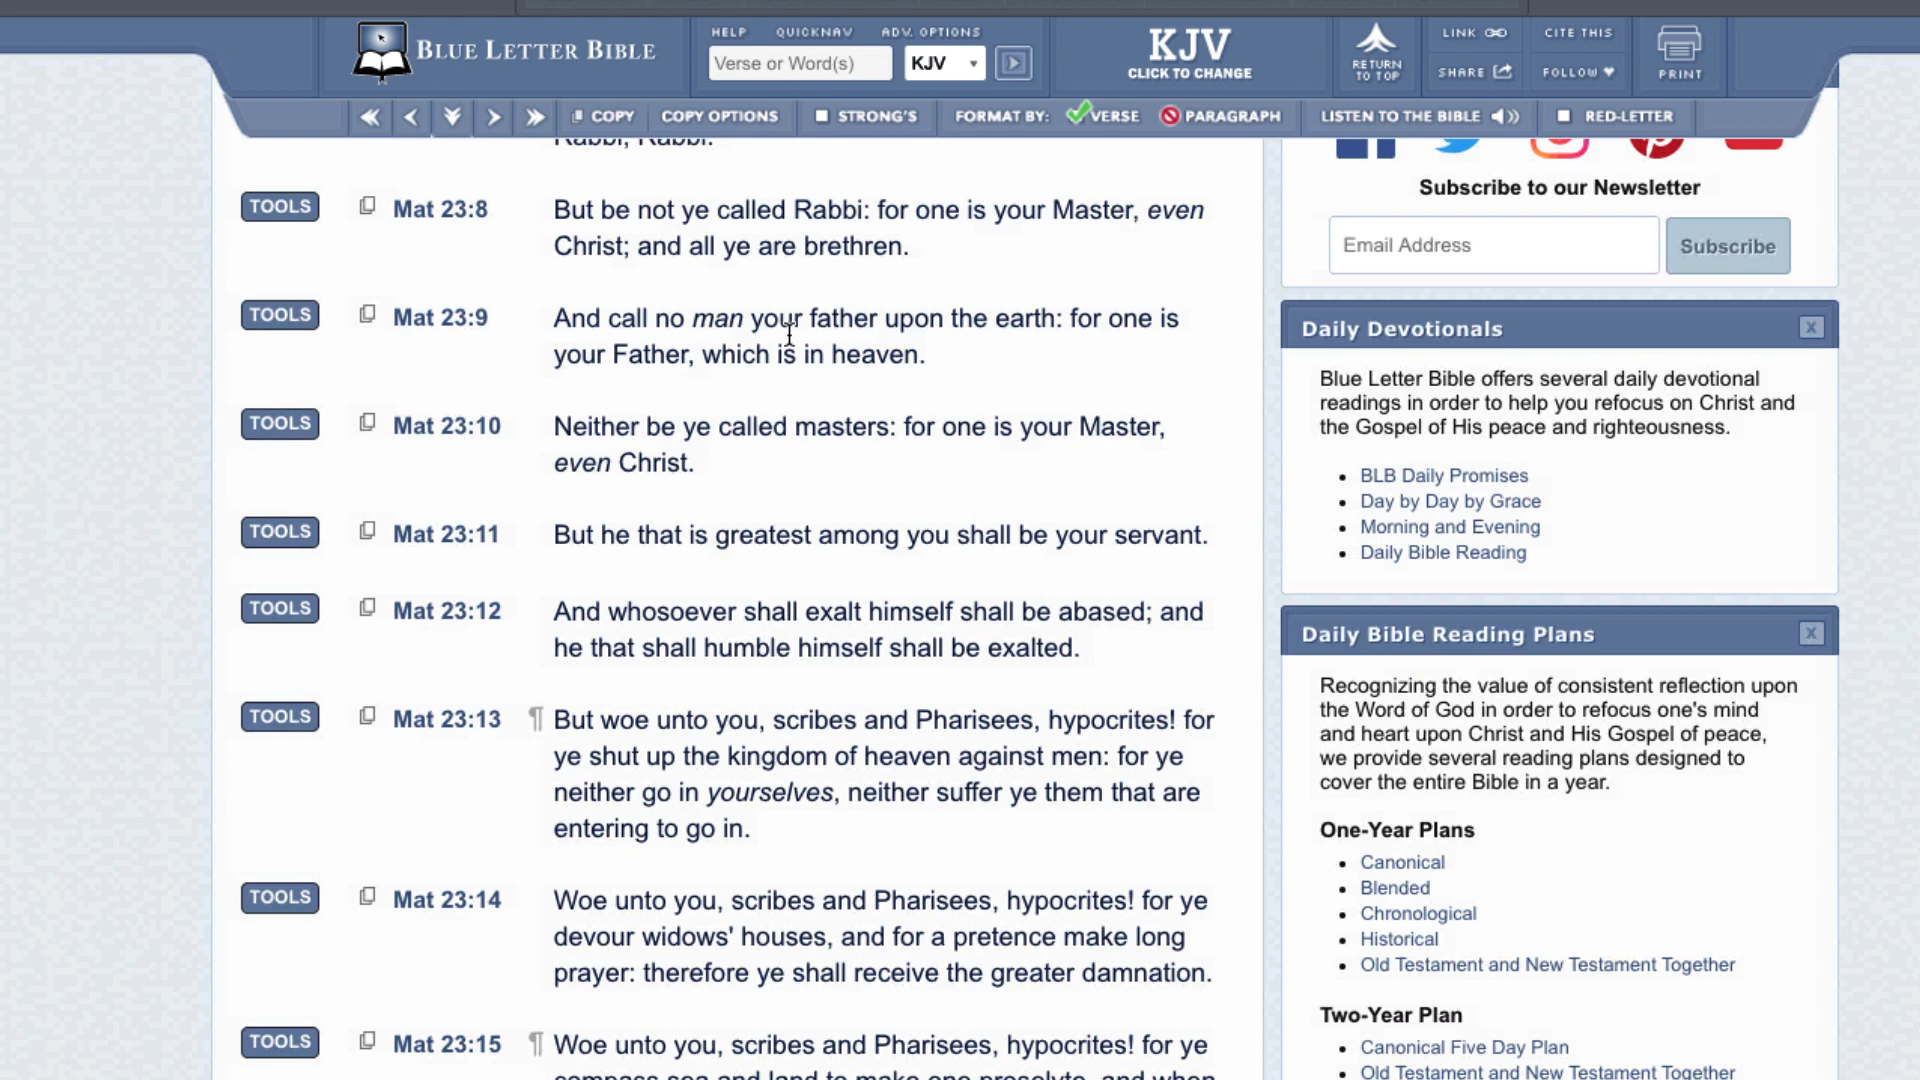 BLUE LETTER BIBLE
HELP QUICKNAV ADV. OPTIONS
Verse or Word(s) KJV
KJV
CLICK TO CHANGE
RETURN
TO TOP
LINK
SHARE
CITE THIS
FOLLOW
PRINT
COPY COPY OPTIONS STRONG'S FORMAT BY: VERSE PARAGRAPH LISTEN TO THE BIBLE RED-LETTER
Rabbi, Rabbi.
TOOLS Mat 23:8 But be not ye called Rabbi: for one is your Master, even
Christ; and all ye are brethren.
TOOLS Mat 23:9 And call no man your father upon the earth: for one is
your Father, which is in heaven.
TOOLS Mat 23:10 Neither be ye called masters: for one is your Master,
even Christ.
TOOLS Mat 23:11 But he that is greatest among you shall be your servant.
TOOLS Mat 23:12 And whosoever shall exalt himself shall be abased; and
he that shall humble himself shall be exalted.
TOOLS Mat 23:13 ¶ But woe unto you, scribes and Pharisees, hypocrites! for
ye shut up the kingdom of heaven against men: for ye
neither go in yourselves, neither suffer ye them that are
entering to go in.
TOOLS Mat 23:14 Woe unto you, scribes and Pharisees, hypocrites! for ye
devour widows' houses, and for a pretence make long
prayer: therefore ye shall receive the greater damnation.
TOOLS Mat 23:15 ¶ Woe unto you, scribes and Pharisees, hypocrites! for ye
compass sea and land to make one proselyte, and when
Subscribe to our Newsletter
Email Address Subscribe
Daily Devotionals X
Blue Letter Bible offers several daily devotional
readings in order to help you refocus on Christ and
the Gospel of His peace and righteousness.
• BLB Daily Promises
• Day by Day by Grace
• Morning and Evening
• Daily Bible Reading
Daily Bible Reading Plans X
Recognizing the value of consistent reflection upon
the Word of God in order to refocus one's mind
and heart upon Christ and His Gospel of peace,
we provide several reading plans designed to
cover the entire Bible in a year.
One-Year Plans
• Canonical
• Blended
• Chronological
• Historical
• Old Testament and New Testament Together
Two-Year Plan
• Canonical Five Day Plan
• Old Testament and New Testament Together